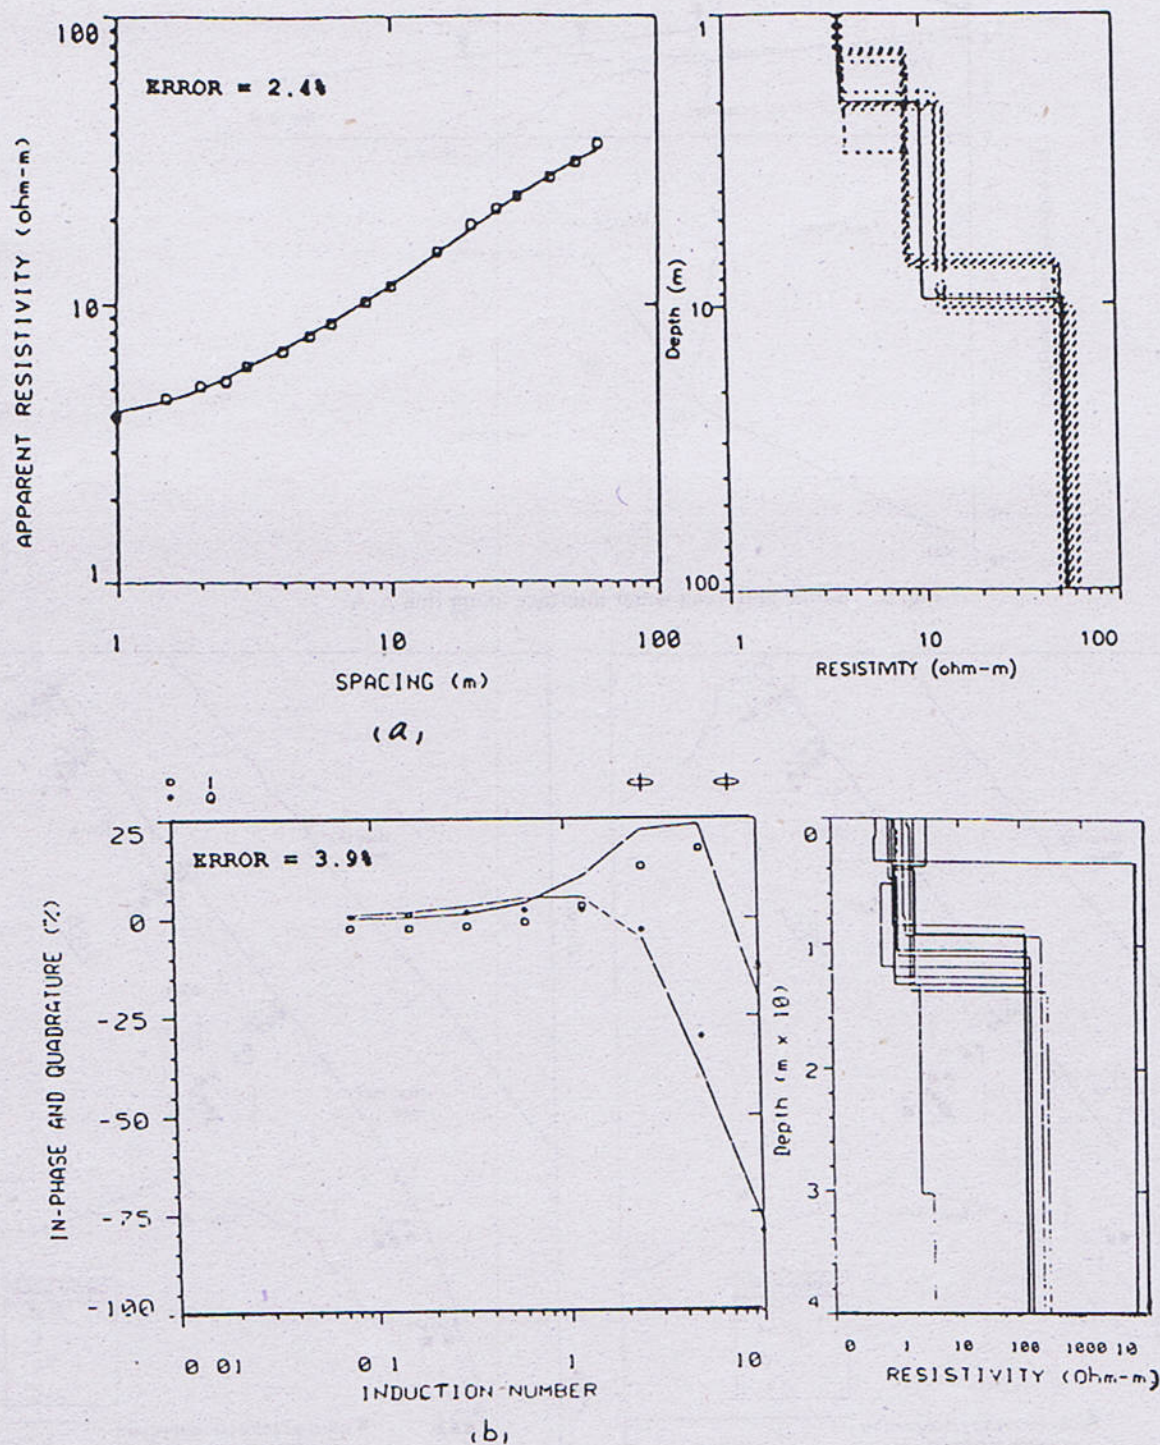 100
ERROR = 2.4%
APPARENT RESISTIVITY (ohm-m)
10
1
1 10 100
SPACING (m)
(a)
1
10
100
Depth (m)
1 10 100
RESISTIVITY (ohm-m)
25
0
-25
-50
-75
-100
ERROR = 3.9%
IN-PHASE AND QUADRATURE (%)
0 01 0 1 1 10
INDUCTION NUMBER
(b)
0
1
2
3
4
Depth (m x 10)
0 1 10 100 1000 10
RESISTIVITY (Ohm-m)